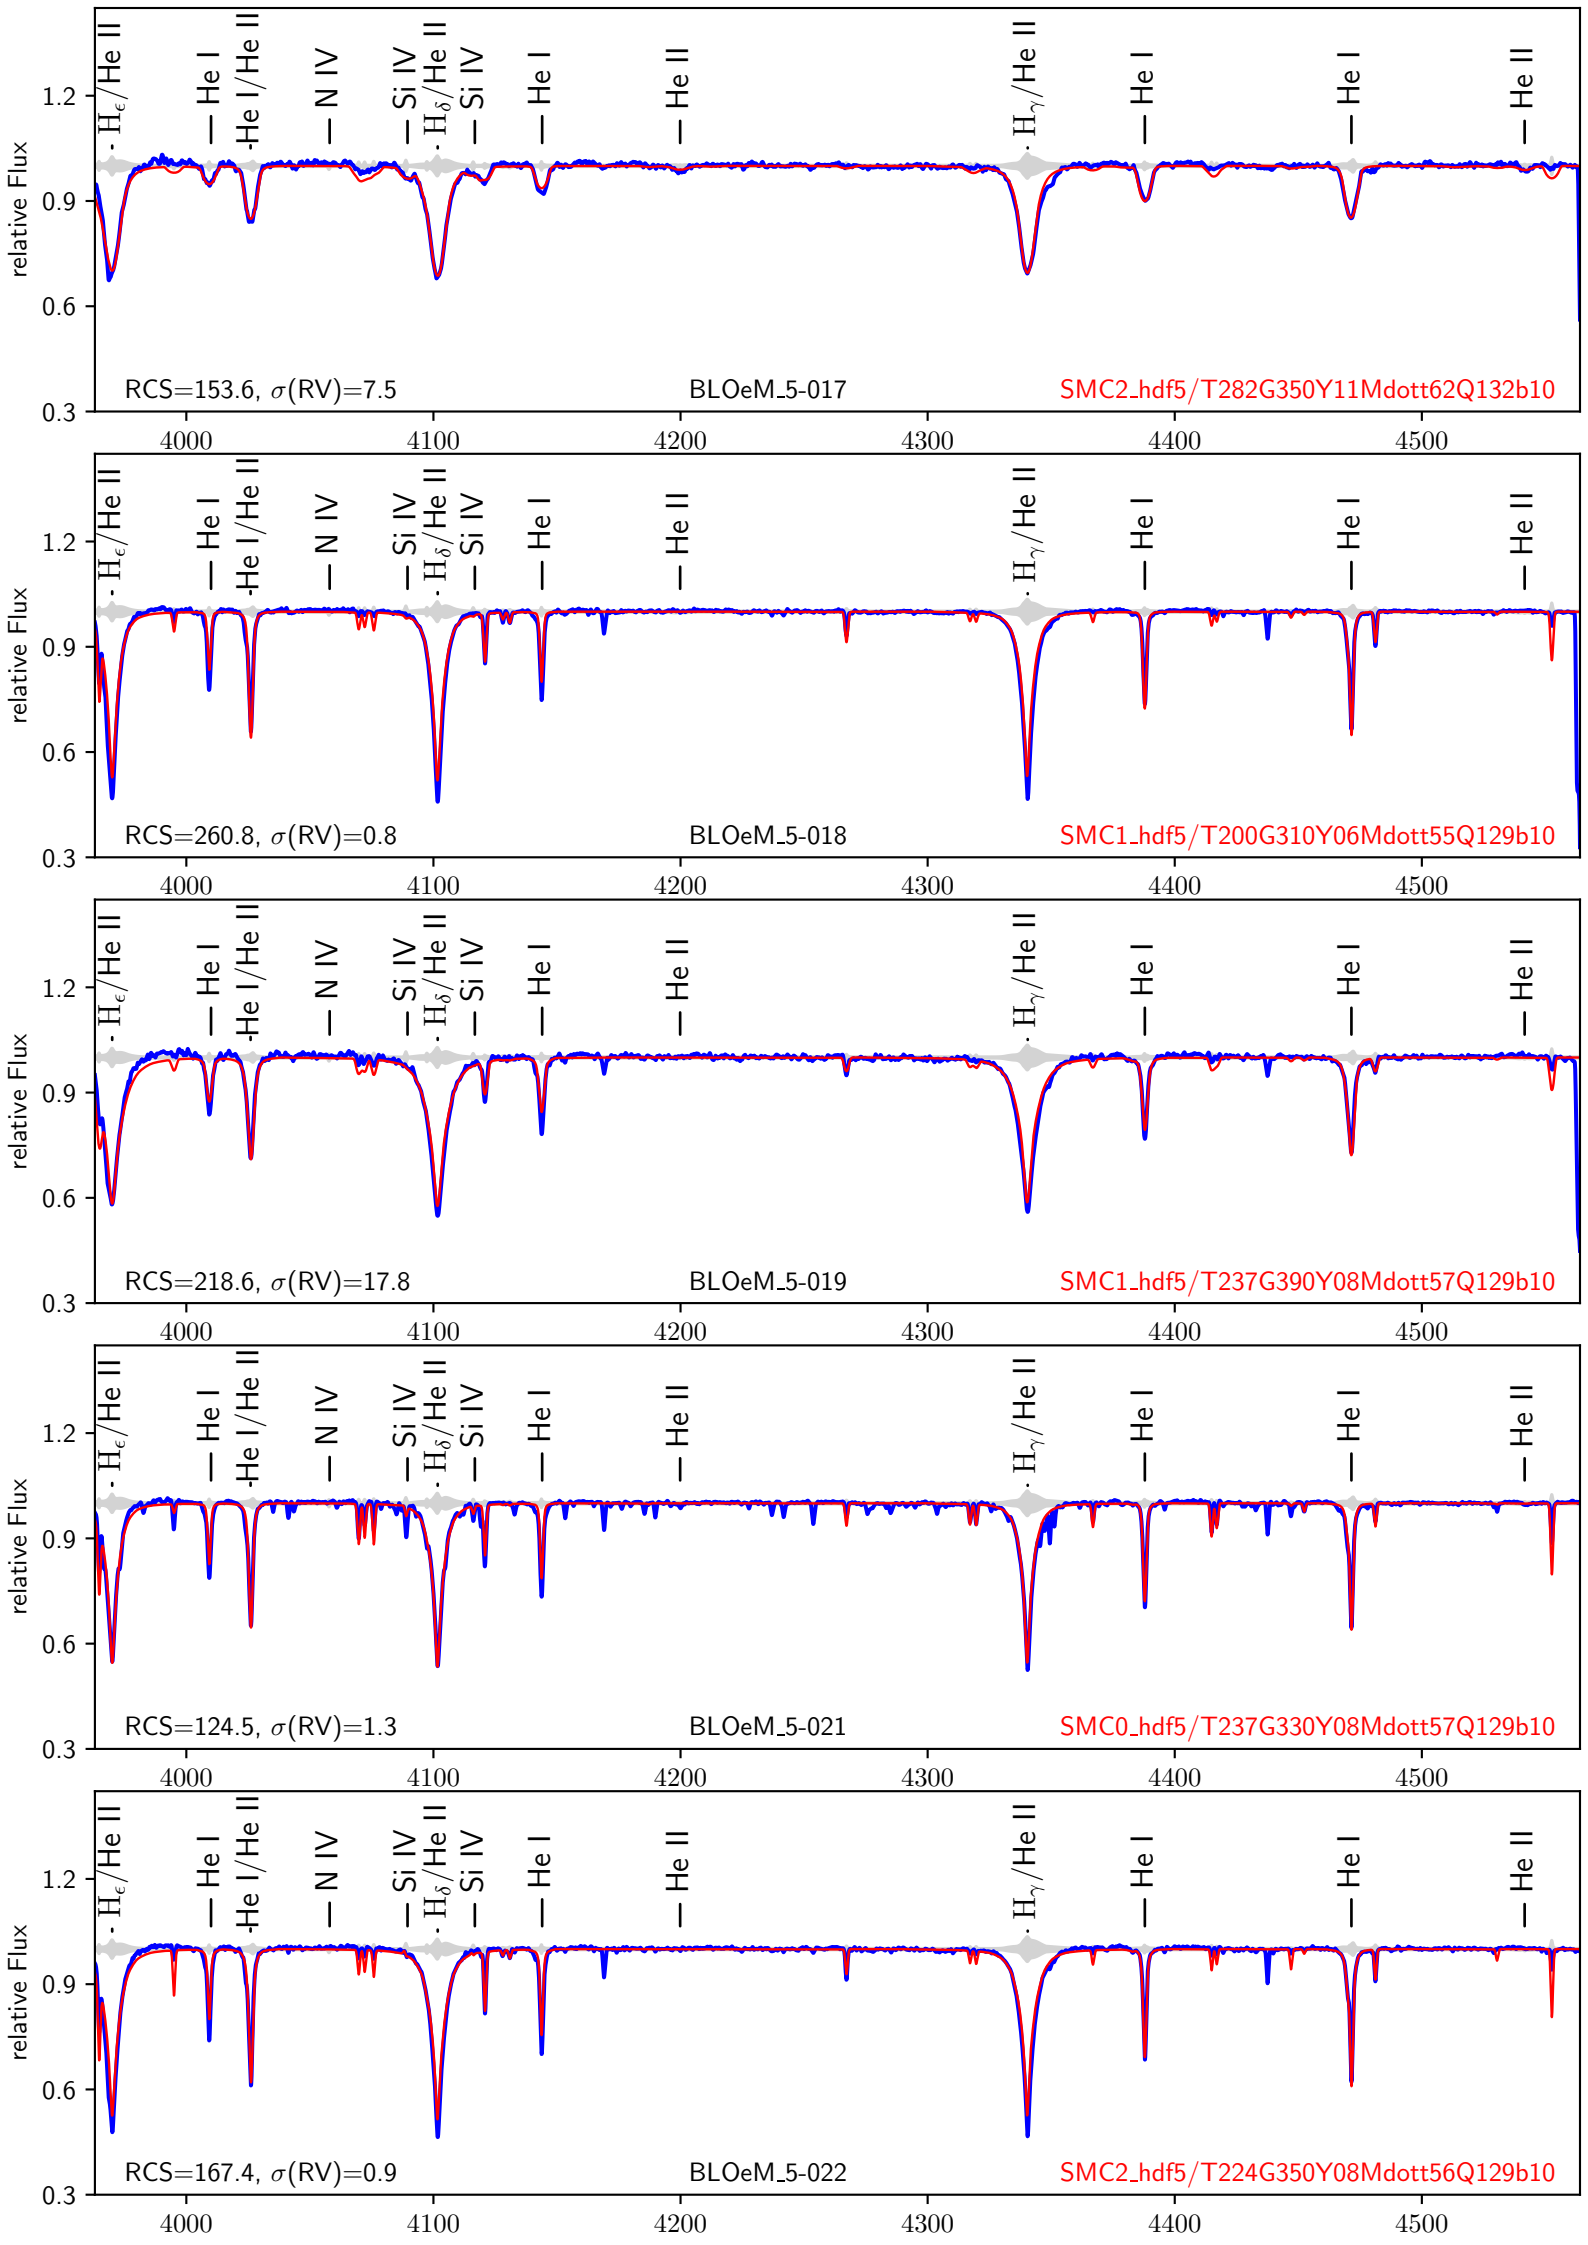 Hϵ/He II
He I
He I/He II
N IV
Si IV
Hδ/He II
Si IV
He I
He II
Hγ/He II
He I
He I
He II
relative Flux
1.2
0.9
0.6
0.3
RCS=153.6, σ(RV)=7.5
BLOeM_5-017
SMC2_hdf5/T282G350Y11Mdott62Q132b10
4000
4100
4200
4300
4400
4500
Hϵ/He II
He I
He I/He II
N IV
Si IV
Hδ/He II
Si IV
He I
He II
Hγ/He II
He I
He I
He II
relative Flux
1.2
0.9
0.6
0.3
RCS=260.8, σ(RV)=0.8
BLOeM_5-018
SMC1_hdf5/T200G310Y06Mdott55Q129b10
4000
4100
4200
4300
4400
4500
Hϵ/He II
He I
He I/He II
N IV
Si IV
Hδ/He II
Si IV
He I
He II
Hγ/He II
He I
He I
He II
relative Flux
1.2
0.9
0.6
0.3
RCS=218.6, σ(RV)=17.8
BLOeM_5-019
SMC1_hdf5/T237G390Y08Mdott57Q129b10
4000
4100
4200
4300
4400
4500
Hϵ/He II
He I
He I/He II
N IV
Si IV
Hδ/He II
Si IV
He I
He II
Hγ/He II
He I
He I
He II
relative Flux
1.2
0.9
0.6
0.3
RCS=124.5, σ(RV)=1.3
BLOeM_5-021
SMC0_hdf5/T237G330Y08Mdott57Q129b10
4000
4100
4200
4300
4400
4500
Hϵ/He II
He I
He I/He II
N IV
Si IV
Hδ/He II
Si IV
He I
He II
Hγ/He II
He I
He I
He II
relative Flux
1.2
0.9
0.6
0.3
RCS=167.4, σ(RV)=0.9
BLOeM_5-022
SMC2_hdf5/T224G350Y08Mdott56Q129b10
4000
4100
4200
4300
4400
4500